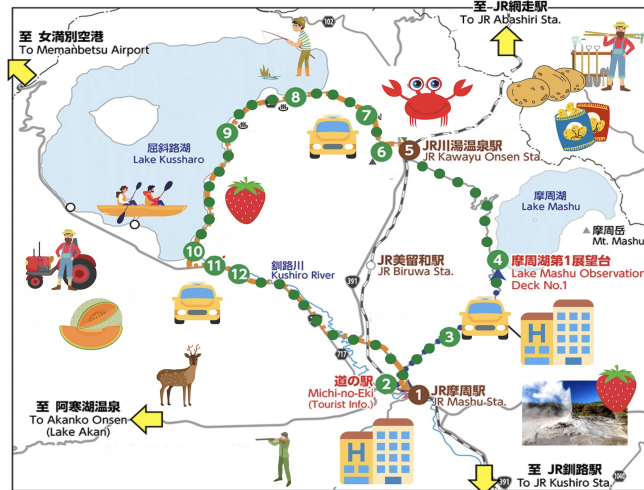 至 JR網走駅
To JR Abashiri Sta.
至 女満別空港
To Memanbetsu Airport
102
8
7
9
屈斜路湖
Lake Kussharo
6
5
JR川湯温泉駅
JR Kawayu Onsen Sta.
摩周湖
Lake Mashu
摩周岳
Mt. Mashu
10
11
12
釧路川
Kushiro River
JR美留和駅
JR Biruwa Sta.
391
4
摩周湖第1展望台
Lake Mashu Observation
Deck No.1
H
3
717
道の駅
Michi-no-Eki
(Tourist Info.)
2
1
JR摩周駅
JR Mashu Sta.
至 阿寒湖温泉
To Akanko Onsen
(Lake Akan)
H
391
至 JR釧路駅
To JR Kushiro Sta.